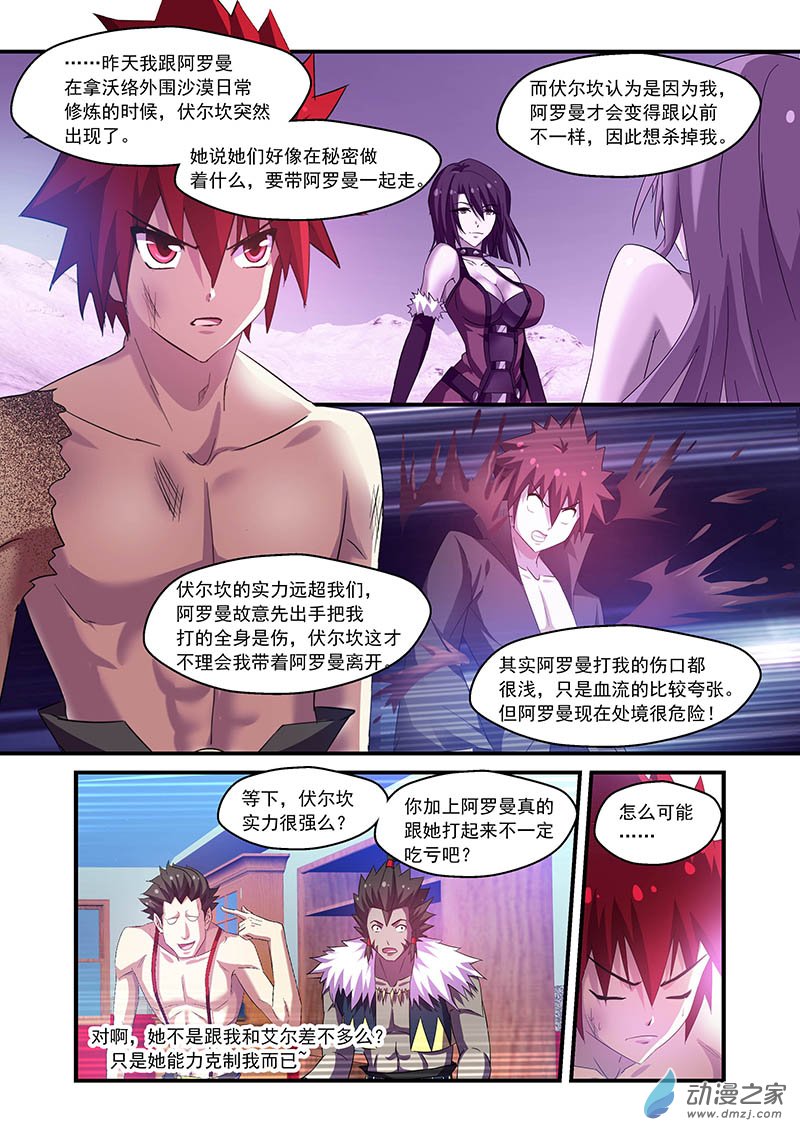 ……昨天我跟阿罗曼
在拿沃络外围沙漠日常
修炼的时候，伏尔坎突然
出现了。
她说她们好像在秘密做
着什么，要带阿罗曼一起走。
而伏尔坎认为是因为我，
阿罗曼才会变得跟以前
不一样，因此想杀掉我。
伏尔坎的实力远超我们，
阿罗曼故意先出手把我
打的全身是伤，伏尔坎这才
不理会我带着阿罗曼离开。
其实阿罗曼打我的伤口都
很浅，只是血流的比较夸张。
但阿罗曼现在处境很危险！
等下，伏尔坎
实力很强么？
你加上阿罗曼真的
跟她打起来不一定
吃亏吧？
对啊，她不是跟我和艾尔差不多么？
只是她能力克制我而已~
怎么可能
……
动漫之家
www.dmzj.com